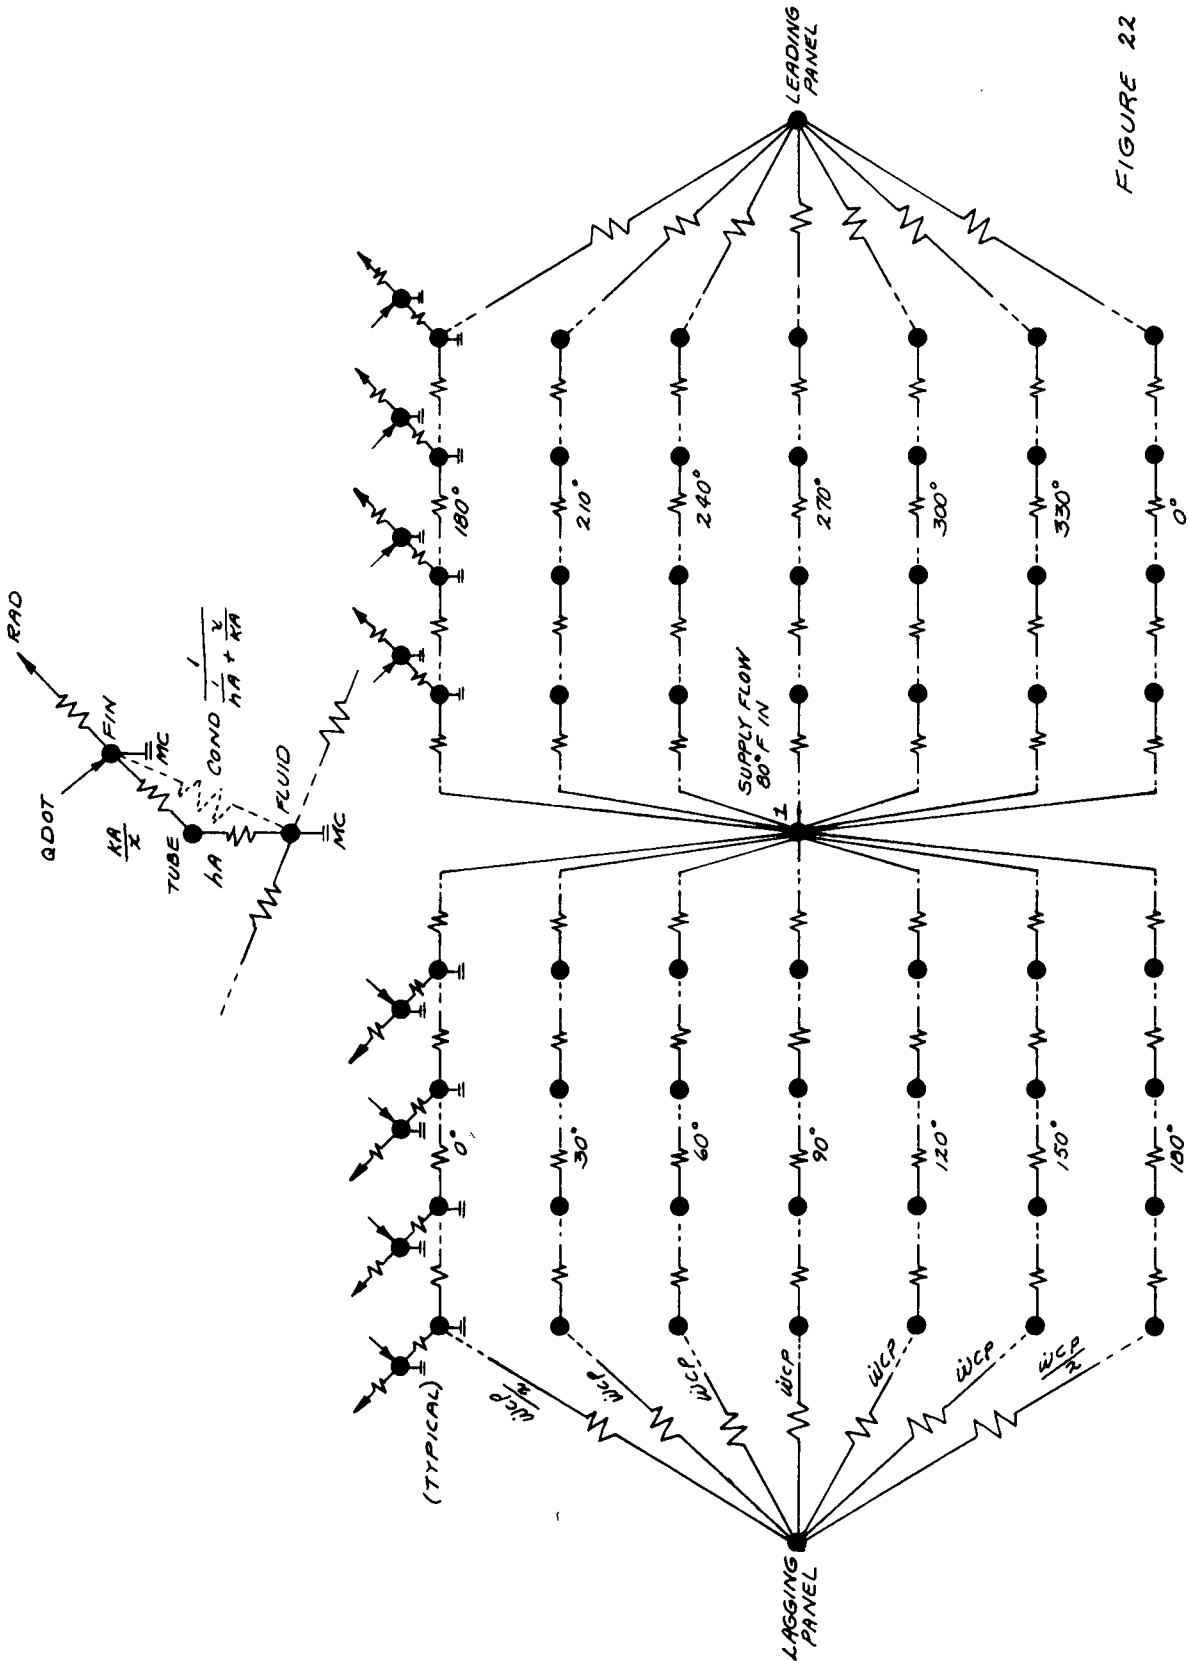 RAD
QDOT
FIN
MC
KA/x
COND 1/(1/hA + x/KA)
TUBE
hA
FLUID
MC
(TYPICAL)
0°
180°
30°
210°
60°
240°
SUPPLY FLOW
80°F IN
1
90°
270°
120°
300°
150°
330°
180°
0°
ẇCP/2
ẇCP
ẇCP
ẇCP
ẇCP
ẇCP
ẇCP/2
LAGGING
PANEL
LEADING
PANEL
FIGURE 22